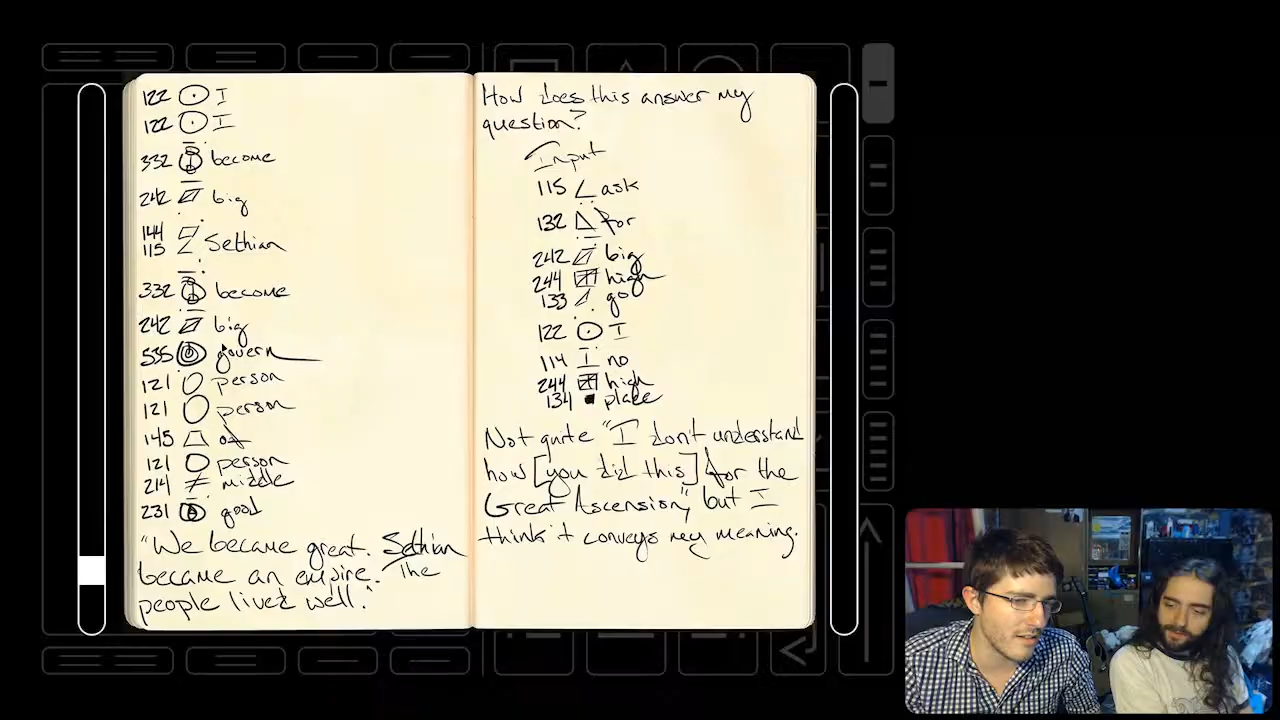 122 I
122 I
332 become
242 big
144
115 Sethian
332 become
242 big
535 govern
121 person
121 person
145 of
121 person
214 middle
231 good
"We became great. Sethian
became an empire. The
people lived well."
How does this answer my
question?
Input
115 ask
132 for
242 big
244 high
133 go
122 I
114 no
244 high
134 place
Not quite "I don't understand
how [you did this] for the
Great Ascension," but I
think it conveys my meaning.